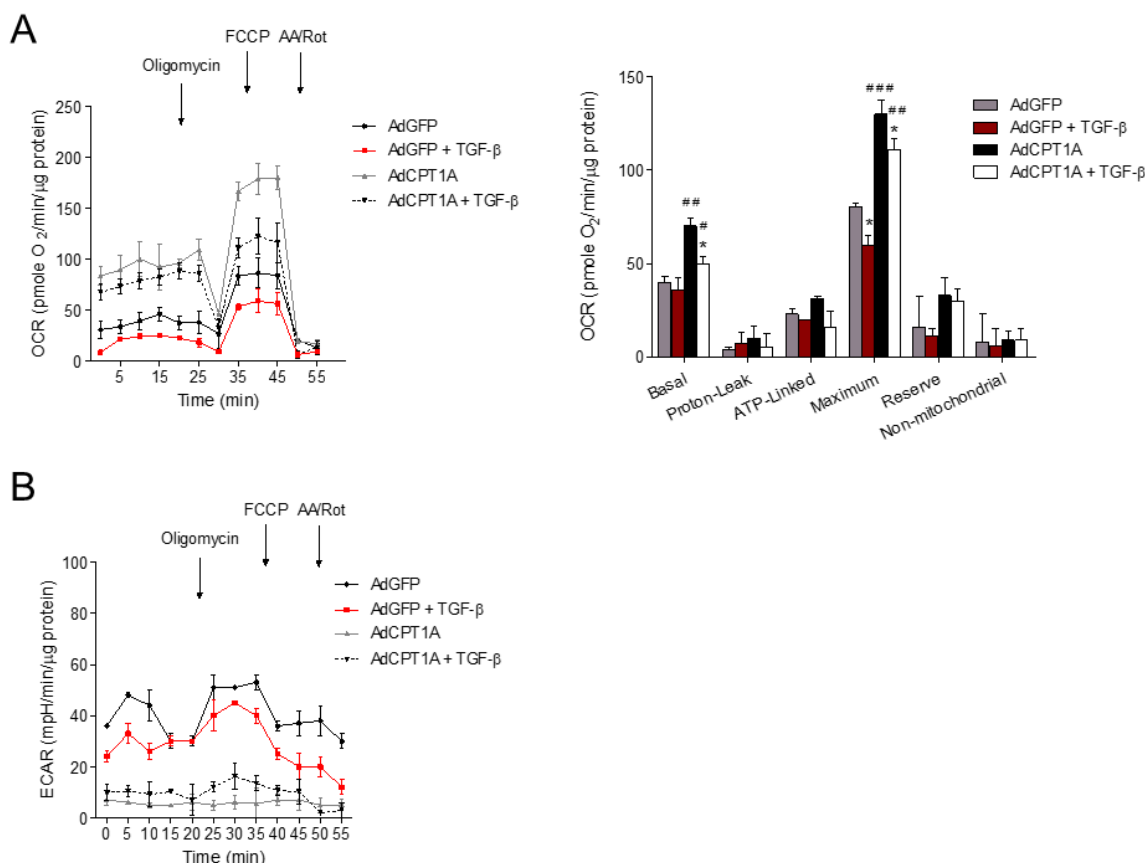 A
FCCP AA/Rot
Oligomycin
250
200
150
100
50
0
OCR (pmole O 2/min/µg protein)
5 15 25 35 45 55
Time (min)
AdGFP
AdGFP + TGF-β
AdCPT1A
AdCPT1A + TGF-β
150
100
50
0
OCR (pmole O2/min/µg protein)
##
#
*
*
###
##
*
Basal
Proton-Leak
ATP-Linked
Maximum
Reserve
Non-mitochondrial
AdGFP
AdGFP + TGF-β
AdCPT1A
AdCPT1A + TGF-β
B
FCCP AA/Rot
Oligomycin
100
80
60
40
20
0
ECAR (mpH/min/µg protein)
0 5 10 15 20 25 30 35 40 45 50 55
Time (min)
AdGFP
AdGFP + TGF-β
AdCPT1A
AdCPT1A + TGF-β